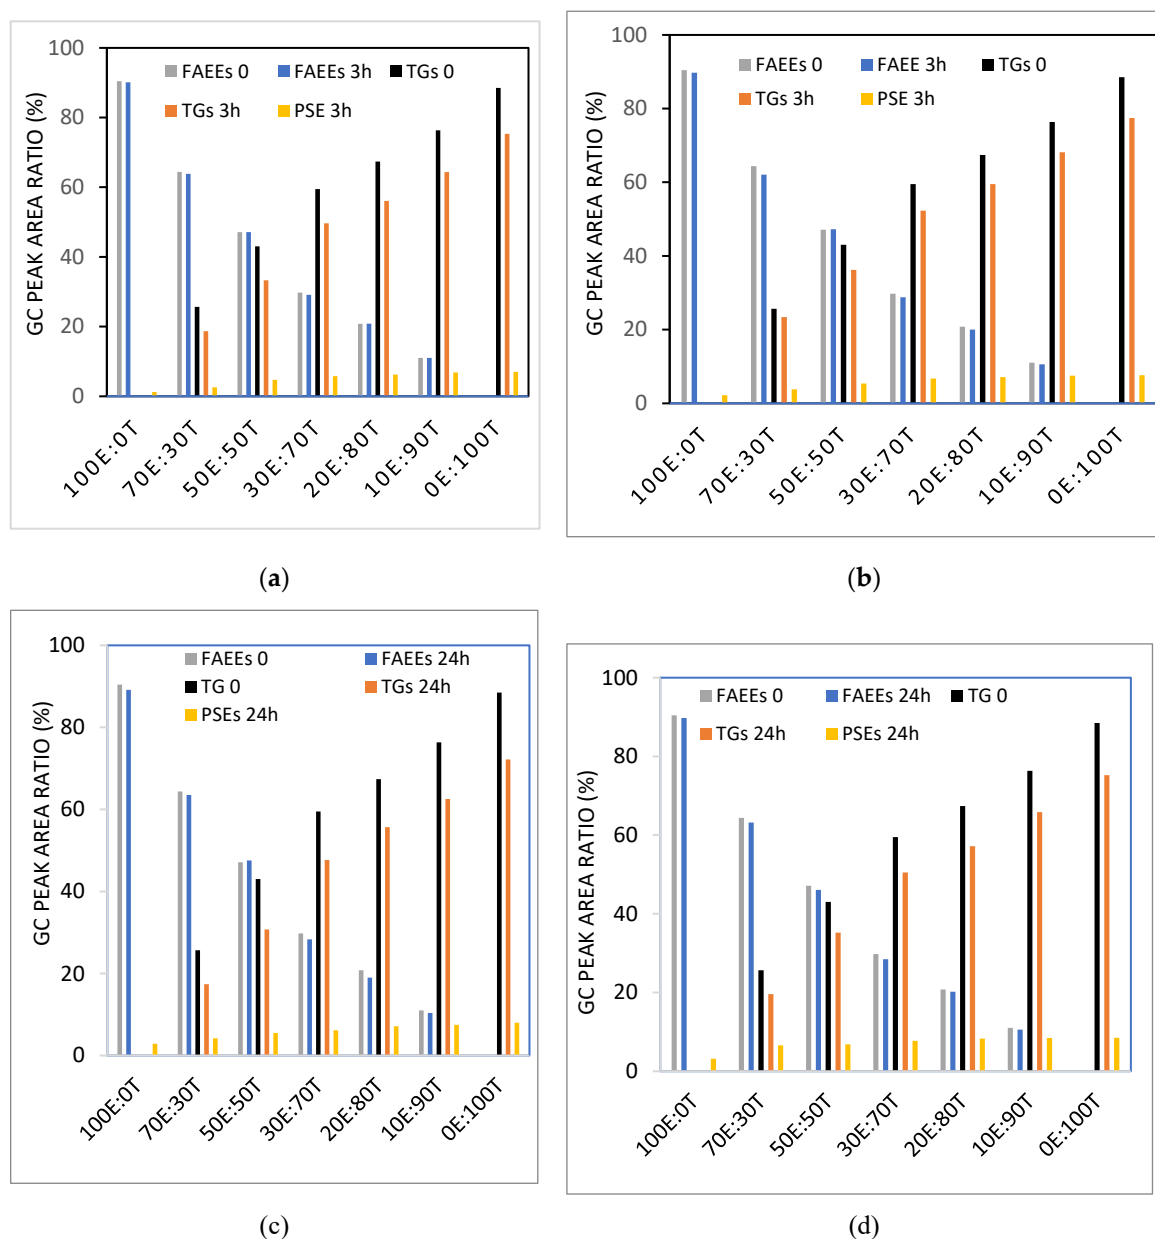 GC PEAK AREA RATIO (%)
100
80
60
40
20
0
FAEEs 0 FAEEs 3h TGs 0
TGs 3h PSE 3h
100E:0T 70E:30T 50E:50T 30E:70T 20E:80T 10E:90T 0E:100T
(a)
GC PEAK AREA RATIO (%)
100
80
60
40
20
0
FAEEs 0 FAEE 3h TGs 0
TGs 3h PSE 3h
100E:0T 70E:30T 50E:50T 30E:70T 20E:80T 10E:90T 0E:100T
(b)
GC PEAK AREA RATIO (%)
100
80
60
40
20
0
FAEEs 0 FAEEs 24h
TG 0 TGs 24h
PSEs 24h
100E:0T 70E:30T 50E:50T 30E:70T 20E:80T 10E:90T 0E:100T
(c)
GC PEAK AREA RATIO (%)
100
80
60
40
20
0
FAEEs 0 FAEEs 24h TG 0
TGs 24h PSEs 24h
100E:0T 70E:30T 50E:50T 30E:70T 20E:80T 10E:90T 0E:100T
(d)